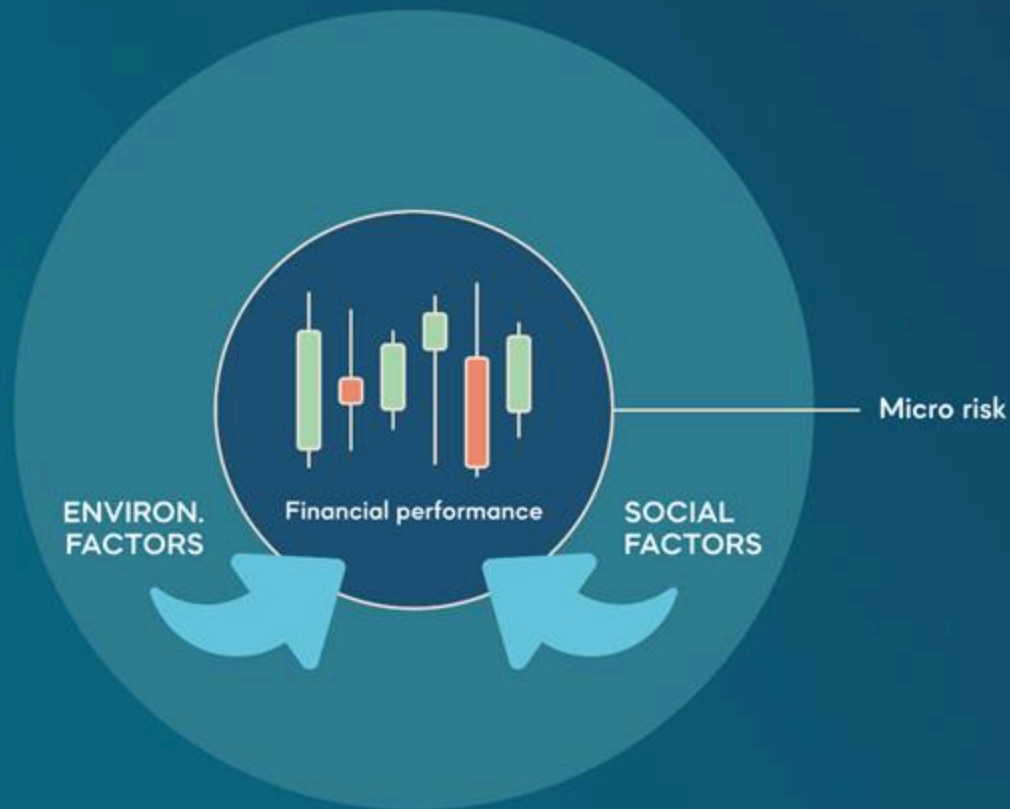 Micro risk
ENVIRON.
FACTORS
Financial performance
SOCIAL
FACTORS